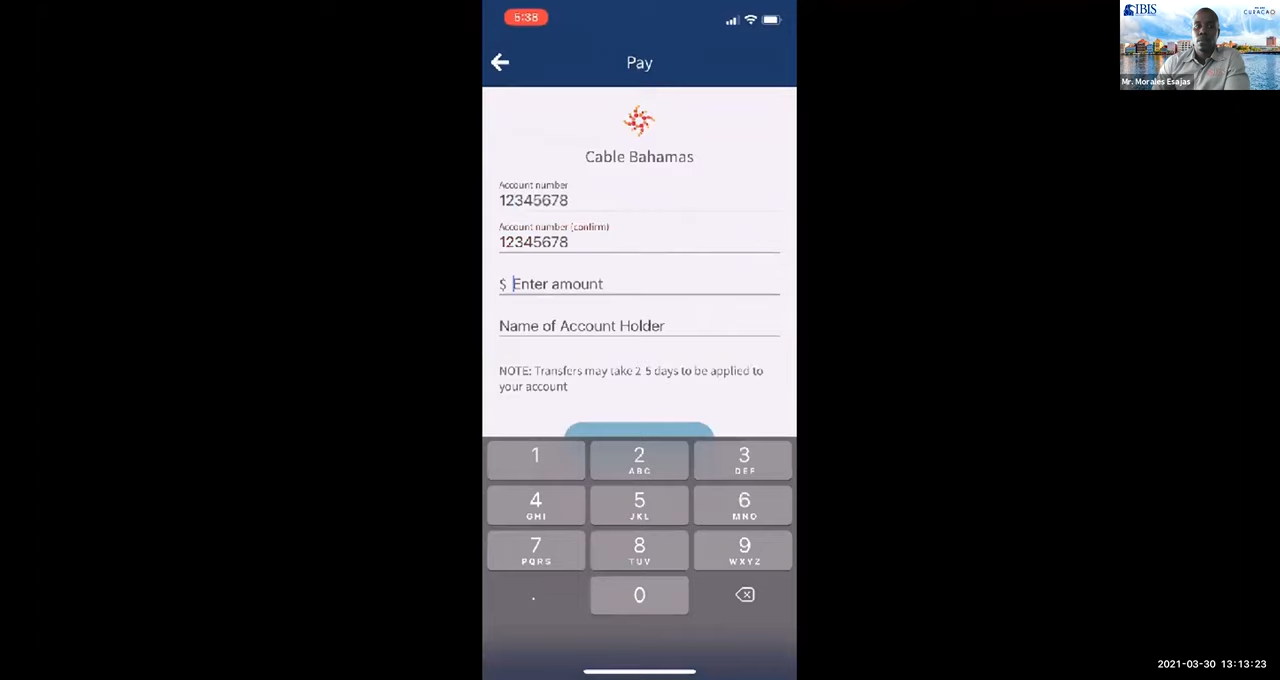 5:38
Pay
Cable Bahamas
Account number
12345678
Account number (confirm)
12345678
$ Enter amount
Name of Account Holder
NOTE: Transfers may take 2-5 days to be applied to
your account
1
2
ABC
3
DEF
4
GHI
5
JKL
6
MNO
7
PQRS
8
TUV
9
WXYZ
.
0
IBIS
CURAÇAO
Mr. Morales Esajas
2021-03-30 13:13:23